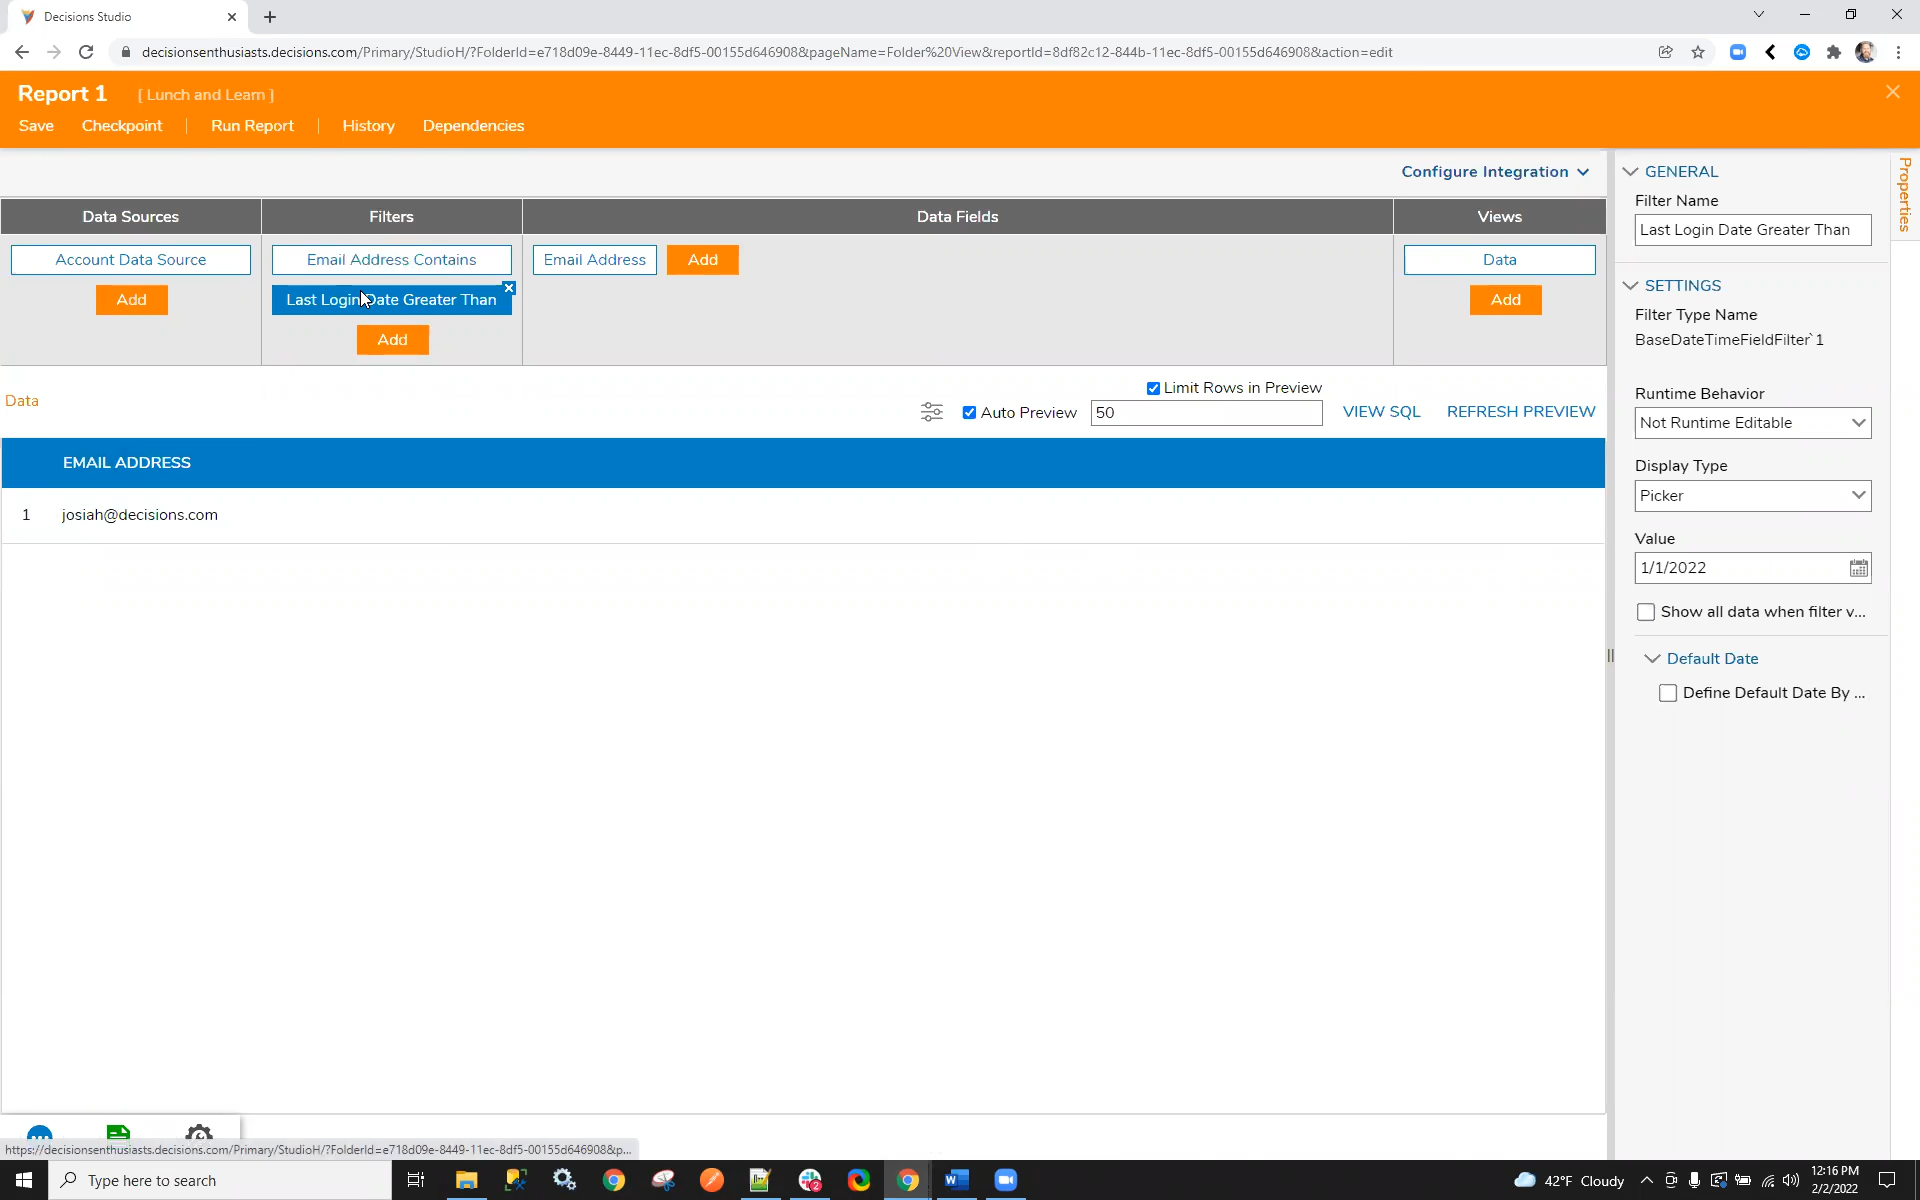 Decisions Studio
decisionsenthusiasts.decisions.com/Primary/StudioH/?FolderId=e718d09e-8449-11ec-8df5-00155d646908&pageName=Folder%20View&reportId=8df82c12-844b-11ec-8df5-00155d646908&action=edit
Report 1 [ Lunch and Learn ]
Save Checkpoint Run Report History Dependencies
Configure Integration
Data Sources Filters Data Fields Views
Account Data Source Email Address Contains Email Address Add Data
Add Last Login Date Greater Than Add
Add
Data
Limit Rows in Preview
Auto Preview 50 VIEW SQL REFRESH PREVIEW
EMAIL ADDRESS
1 josiah@decisions.com
Properties
GENERAL
Filter Name
Last Login Date Greater Than
SETTINGS
Filter Type Name
BaseDateTimeFieldFilter`1
Runtime Behavior
Not Runtime Editable
Display Type
Picker
Value
1/1/2022
Show all data when filter v...
Default Date
Define Default Date By ...
https://decisionsenthusiasts.decisions.com/Primary/StudioH/?FolderId=e718d09e-8449-11ec-8df5-00155d646908&p...
Type here to search
2
W
42°F Cloudy
12:16 PM
2/2/2022